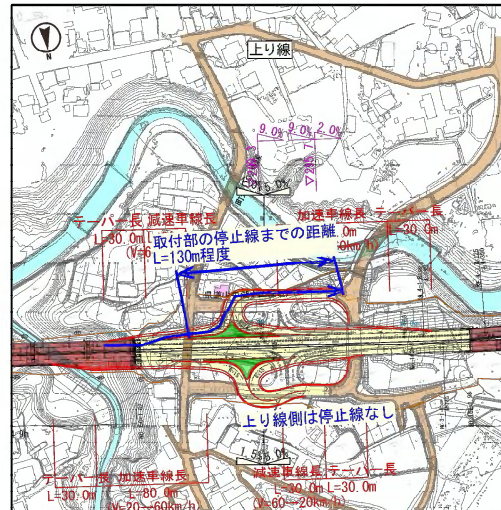 上り線
N
9.0% 9.0% 2.0%
5.0%
テーパー長 減速車線長
L=30.0m
加速車線長 テーパー長
L=30.0m
取付部の停止線までの距離
L=130m程度
上り線側は停止線なし
1.5%
テーパー長 加速車線長
L=30.0m L=80.0m
(V=20→60km/h)
減速車線長 テーパー長
L=30.0m
(V=60→20km/h)